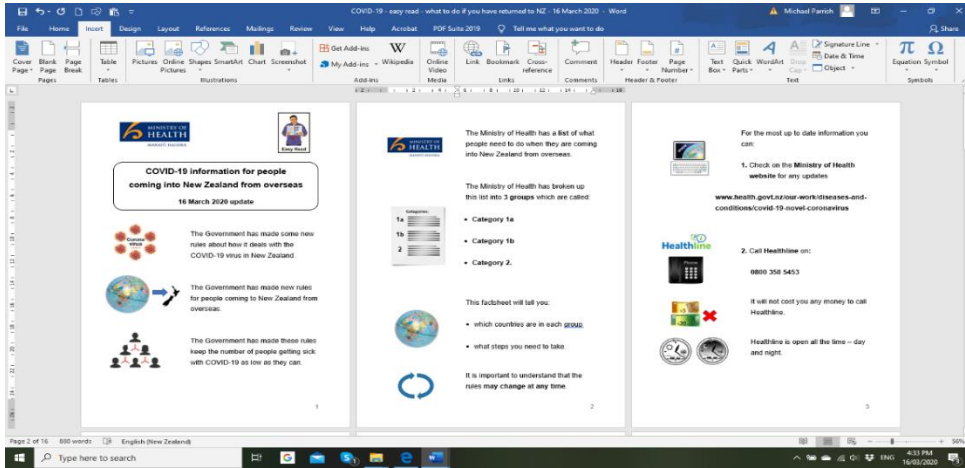 COVID-19 - easy read - what to do if you have returned to NZ - 16 March 2020 - Word
Michael Parrish
File Home Insert Design Layout References Mailings Review View Help Acrobat PDF Suite 2019 Tell me what you want to do
Share
Cover Page
Blank Page
Page Break
Pages
Table
Tables
Pictures
Online Pictures
Shapes
SmartArt
Chart
Screenshot
Illustrations
Get Add-ins
My Add-ins
Wikipedia
Add-ins
Online Video
Media
Link
Bookmark
Cross-reference
Links
Comment
Comments
Header
Footer
Page Number
Header & Footer
Text Box
Quick Parts
WordArt
Drop Cap
Signature Line
Date & Time
Object
Text
Equation
Symbol
Symbols
MINISTRY OF
HEALTH
MANATŪ HAUORA
Easy Read
COVID-19 information for people
coming into New Zealand from overseas
16 March 2020 update
Corona
virus
The Government has made some new
rules about how it deals with the
COVID-19 virus in New Zealand.
The Government has made new rules
for people coming to New Zealand from
overseas.
The Government has made these rules
keep the number of people getting sick
with COVID-19 as low as they can.
1
MINISTRY OF
HEALTH
MANATŪ HAUORA
The Ministry of Health has a list of what
people need to do when they are coming
into New Zealand from overseas.
The Ministry of Health has broken up
this list into 3 groups which are called:
Categories:
1a
1b
2
• Category 1a
• Category 1b
• Category 2.
This factsheet will tell you:
• which countries are in each group
• what steps you need to take.
It is important to understand that the
rules may change at any time
2
For the most up to date information you
can:
1. Check on the Ministry of Health
website for any updates
www.health.govt.nz/our-work/diseases-and-
conditions/covid-19-novel-coronavirus
Healthline
Phone
2. Call Healthline on:
0800 358 5453
It will not cost you any money to call
Healthline.
Healthline is open all the time – day
and night.
3
Page 2 of 16 800 words English (New Zealand)
56%
Type here to search
ENG
4:33 PM
16/03/2020